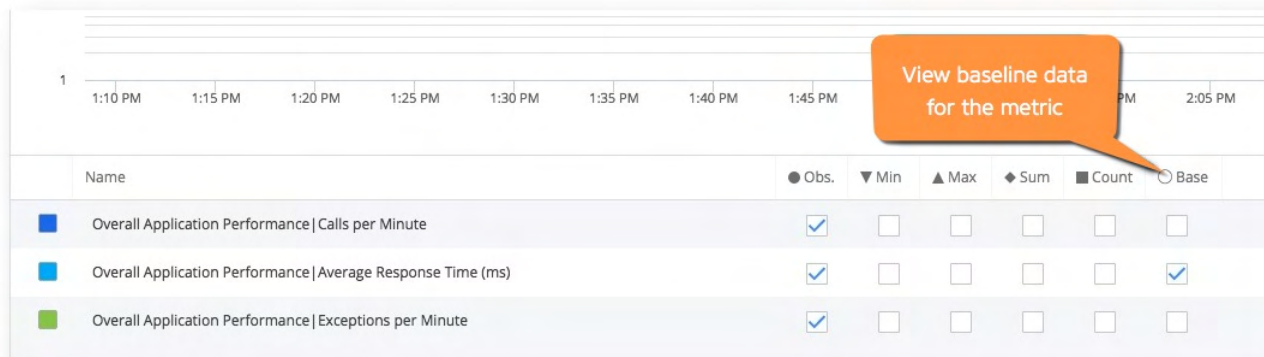 1
1:10 PM 1:15 PM 1:20 PM 1:25 PM 1:30 PM 1:35 PM 1:40 PM 1:45 PM PM 2:05 PM
View baseline data
for the metric
Name Obs. Min Max Sum Count Base
Overall Application Performance|Calls per Minute
Overall Application Performance|Average Response Time (ms)
Overall Application Performance|Exceptions per Minute